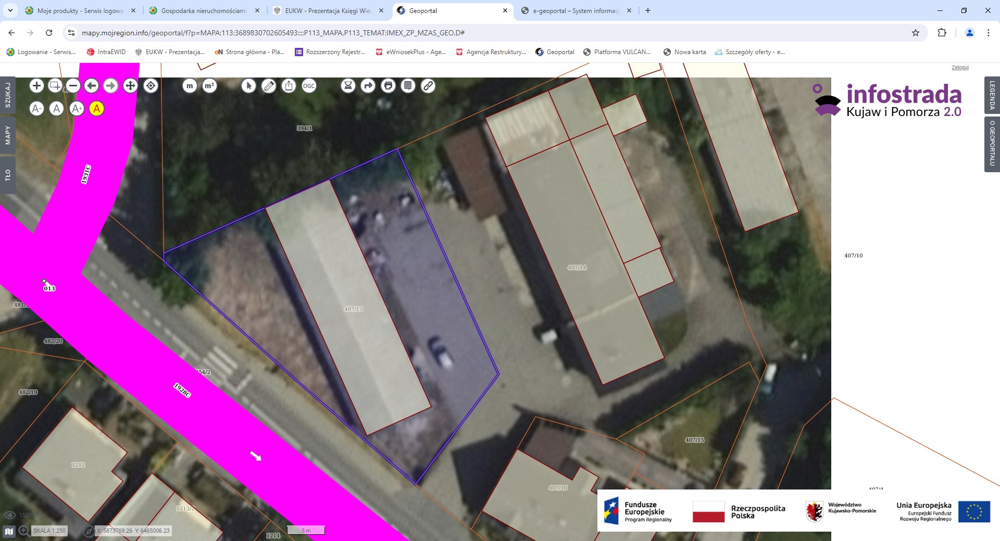 Moje produkty - Serwis logowa
Gospodarka nieruchomościami
EUKW - Prezentacja Księgi Wie
Geoportal
e-geoportal – System informac
mapy.mojregion.info/geoportal/f?p=MAPA:113:3689830702605493::::P113_MAPA,P113_TEMAT:IMEX_ZP_MZAS_GEO,D#
Logowanie - Serwis...
IntraEWID
EUKW - Prezentacja...
oN Strona główna - Pla...
Rozszerzony Rejestr...
eWniosekPlus - Age...
Agencja Restruktury...
Geoportal
Platforma VULCAN...
Nowa karta
Szczegóły oferty - e...
Zaloguj
SZUKAJ
MAPY
TŁO
m
m²
OGC
A-
A
A+
A
infostrada
Kujaw i Pomorza 2.0
LEGENDA
O GEOPORTALU
394/1
1931C
407/10
407/14
013
407/13
482/20
1928C
482/19
407/15
1212
407/16
407/4
1213/2
1214
SKALA 1:250
X: 5873769.26 Y: 6465006.23
5 m
Fundusze
Europejskie
Program Regionalny
Rzeczpospolita
Polska
Województwo
Kujawsko-Pomorskie
Unia Europejska
Europejski Fundusz
Rozwoju Regionalnego